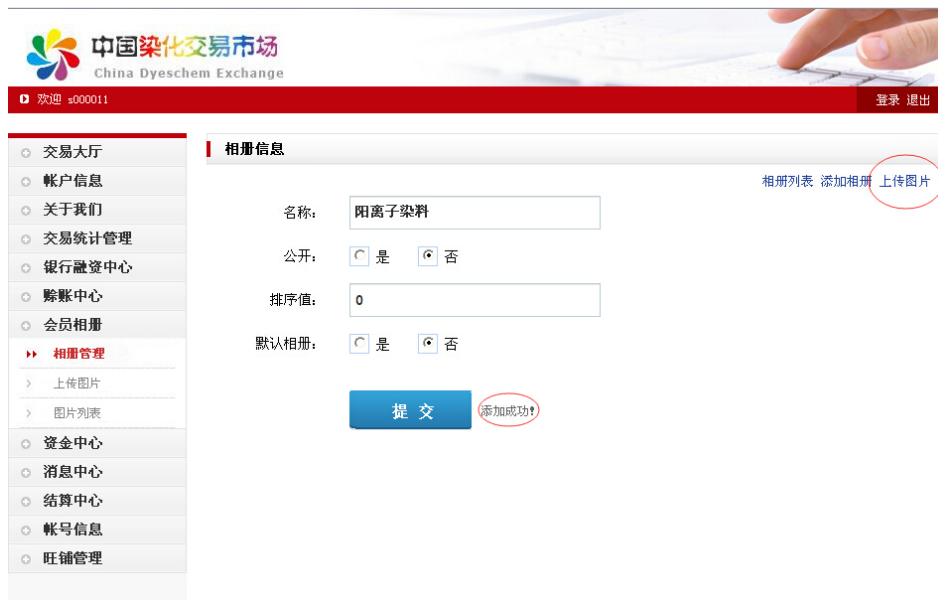 中国染化交易市场
China Dyeschem Exchange
欢迎 s000011
登录 退出
交易大厅
帐户信息
关于我们
交易统计管理
银行融资中心
赊账中心
会员相册
相册管理
上传图片
图片列表
资金中心
消息中心
结算中心
帐号信息
旺铺管理
相册信息
相册列表 添加相册 上传图片
名称： 阳离子染料
公开： 是 否
排序值： 0
默认相册： 是 否
提 交 添加成功!